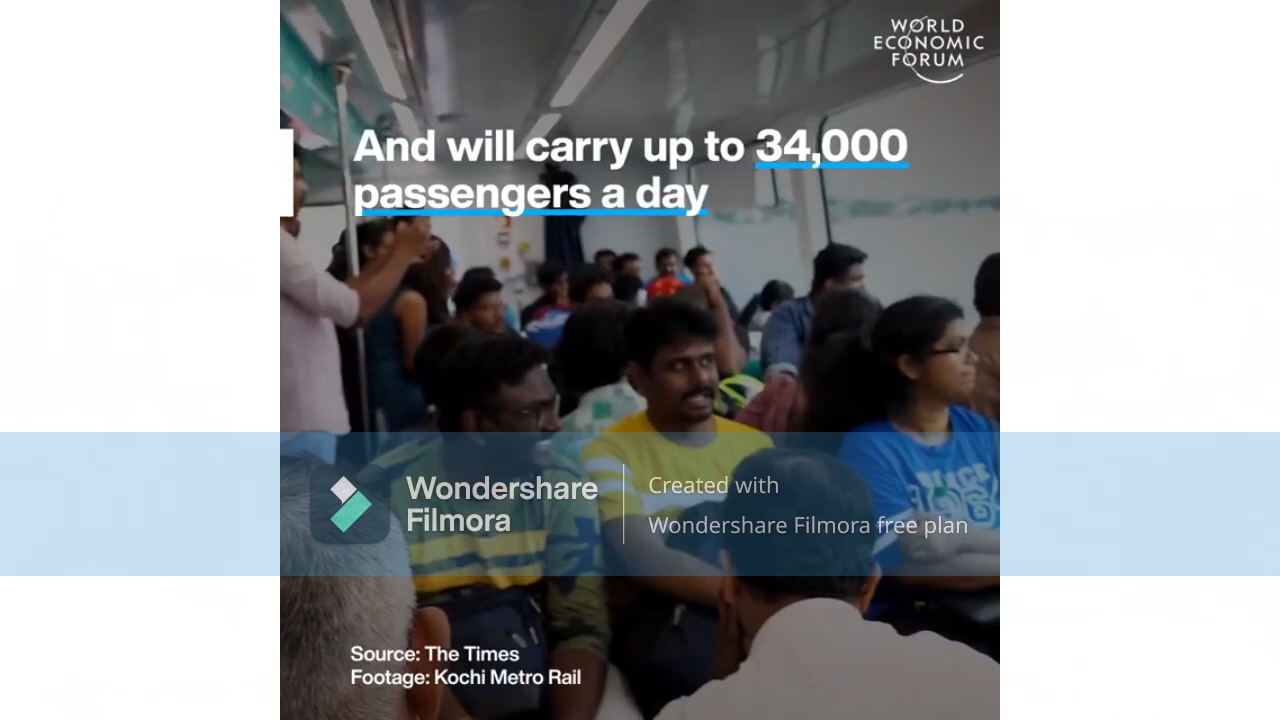 WORLD
ECONOMIC
FORUM
And will carry up to 34,000
passengers a day
Wondershare
Filmora
Created with
Wondershare Filmora free plan
Source: The Times
Footage: Kochi Metro Rail